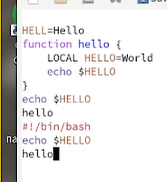 HELL=Hello
function hello {
LOCAL HELLO=World
echo $HELLO
}
echo $HELLO
hello
#!/bin/bash
echo $HELLO
hello